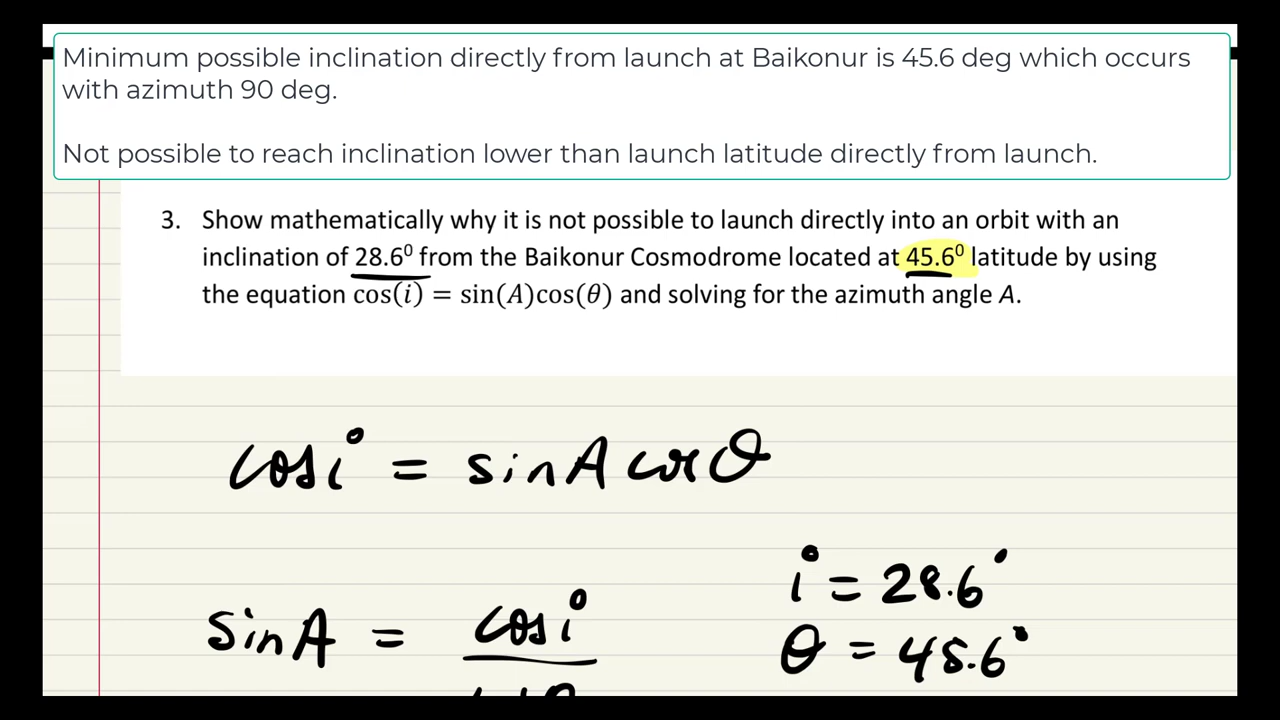 Minimum possible inclination directly from launch at Baikonur is 45.6 deg which occurs
with azimuth 90 deg.
Not possible to reach inclination lower than launch latitude directly from launch.
3. Show mathematically why it is not possible to launch directly into an orbit with an
inclination of 28.6⁰ from the Baikonur Cosmodrome located at 45.6⁰ latitude by using
the equation cos(i) = sin(A)cos(θ) and solving for the azimuth angle A.
cos i = sin A cos θ
i = 28.6°
sin A = cos i
θ = 45.6°